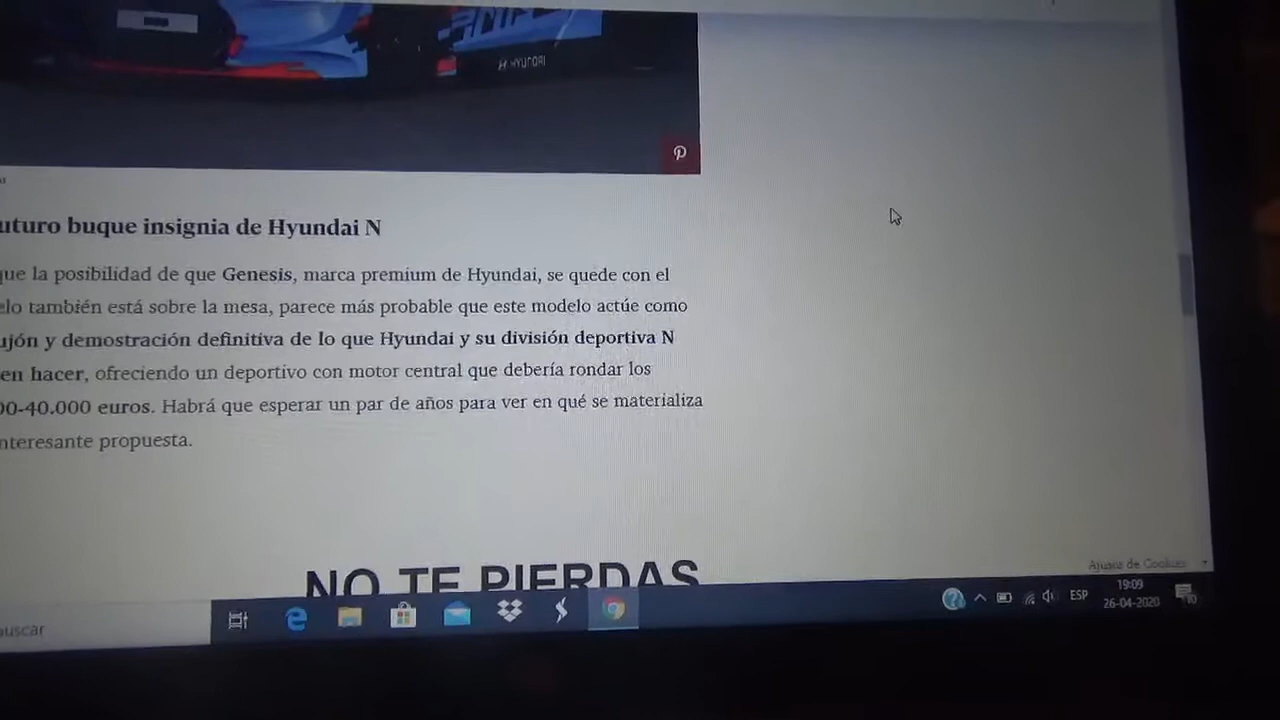 HYUNDAI
uturo buque insignia de Hyundai N
que la posibilidad de que Genesis, marca premium de Hyundai, se quede con el
elo también está sobre la mesa, parece más probable que este modelo actúe como
ujón y demostración definitiva de lo que Hyundai y su división deportiva N
en hacer, ofreciendo un deportivo con motor central que debería rondar los
00-40.000 euros. Habrá que esperar un par de años para ver en qué se materializa
nteresante propuesta.
NO TE PIERDAS
Ajustes de Cookies
buscar
ESP
19:09
26-04-2020